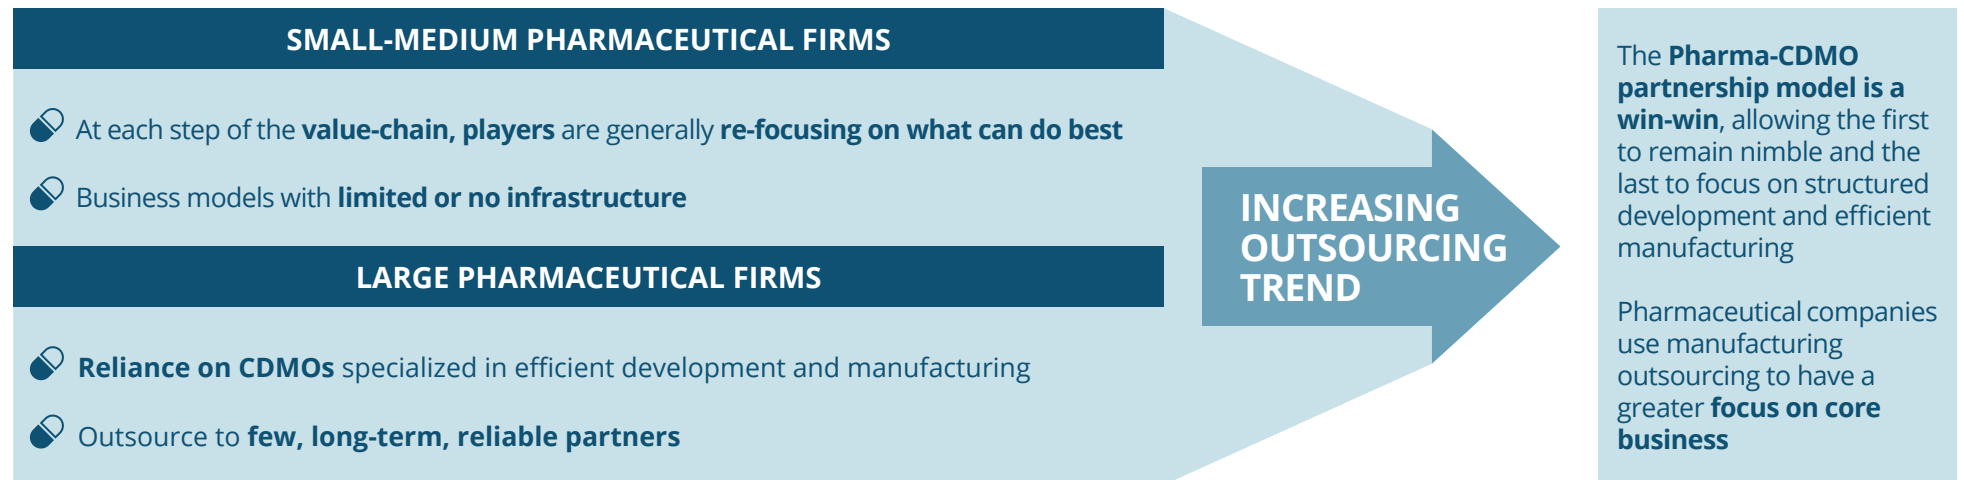 SMALL-MEDIUM PHARMACEUTICAL FIRMS
At each step of the value-chain, players are generally re-focusing on what can do best
Business models with limited or no infrastructure
LARGE PHARMACEUTICAL FIRMS
Reliance on CDMOs specialized in efficient development and manufacturing
Outsource to few, long-term, reliable partners
INCREASING
OUTSOURCING
TREND
The Pharma-CDMO
partnership model is a
win-win, allowing the first
to remain nimble and the
last to focus on structured
development and efficient
manufacturing
Pharmaceutical companies
use manufacturing
outsourcing to have a
greater focus on core
business